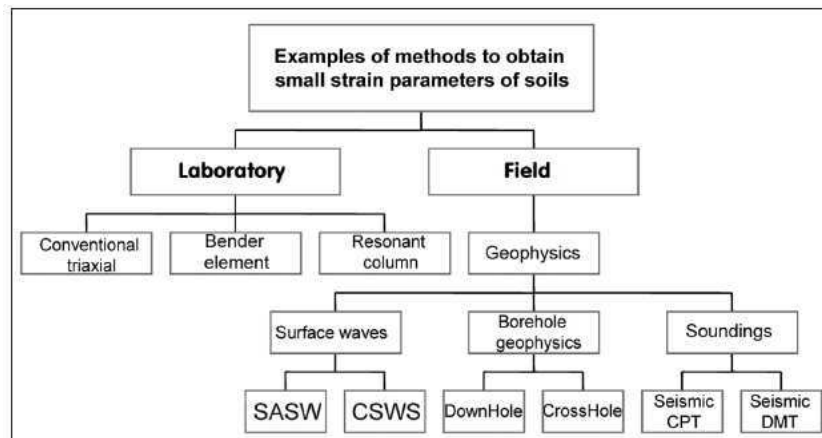 Examples of methods to obtain
small strain parameters of soils
Laboratory
Field
Conventional
triaxial
Bender
element
Resonant
column
Geophysics
Surface waves
Borehole
geophysics
Soundings
SASW
CSWS
DownHole
CrossHole
Seismic
CPT
Seismic
DMT